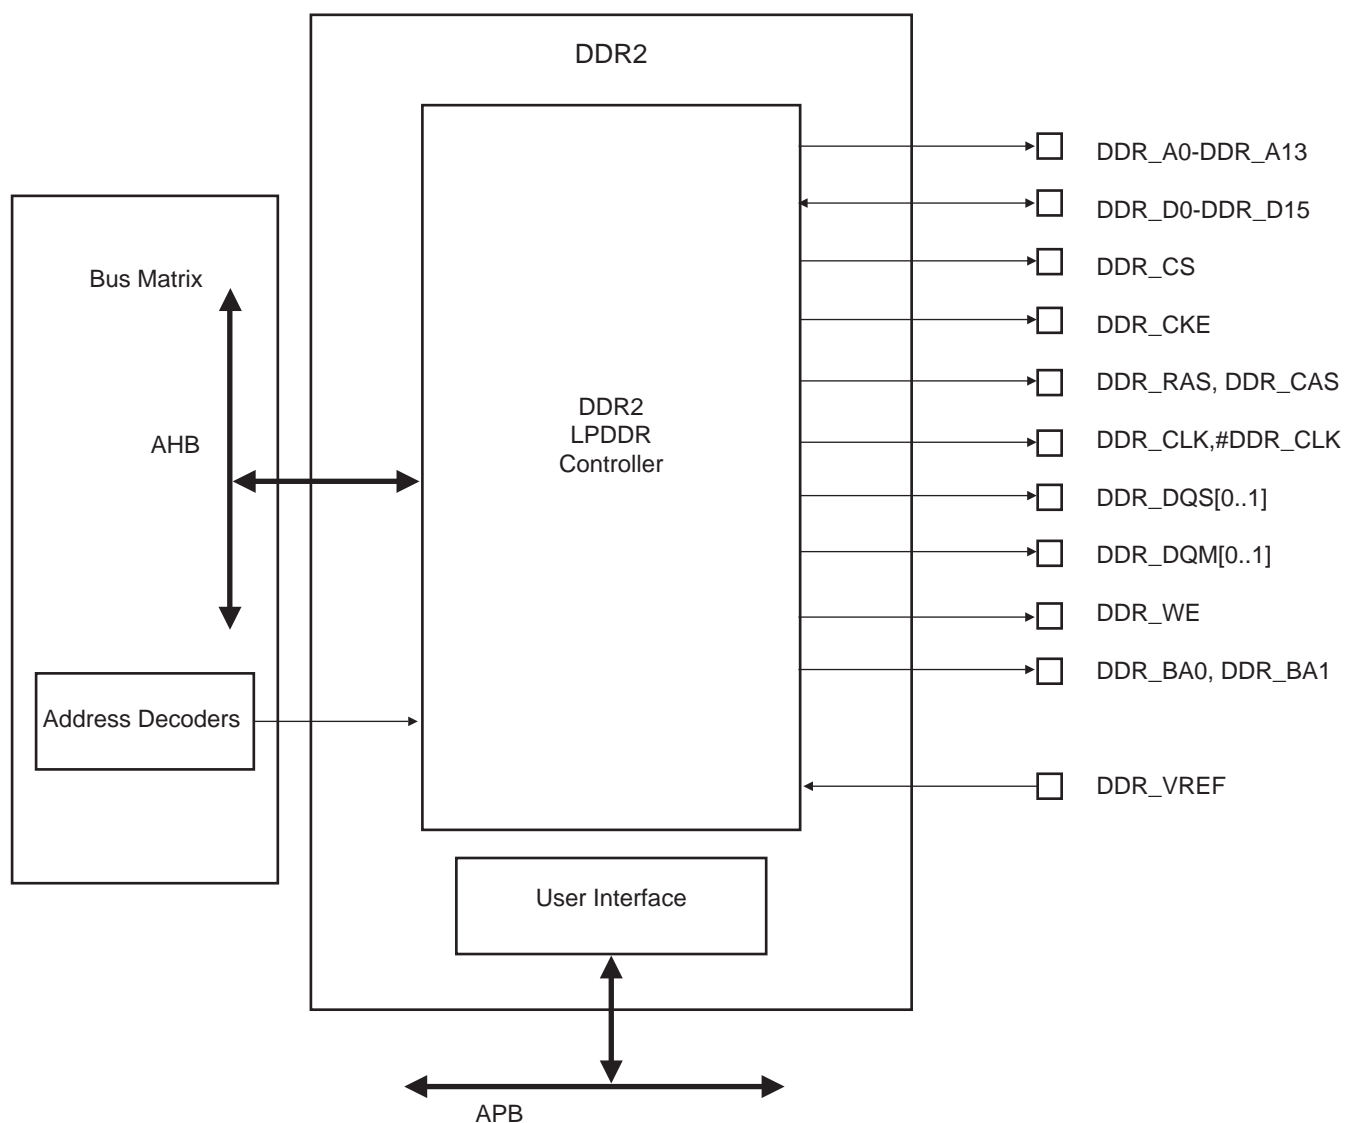 DDR2
DDR_A0-DDR_A13
DDR_D0-DDR_D15
Bus Matrix
DDR_CS
DDR_CKE
DDR_RAS, DDR_CAS
DDR2
LPDDR
Controller
AHB
DDR_CLK,#DDR_CLK
DDR_DQS[0..1]
DDR_DQM[0..1]
DDR_WE
DDR_BA0, DDR_BA1
Address Decoders
DDR_VREF
User Interface
APB